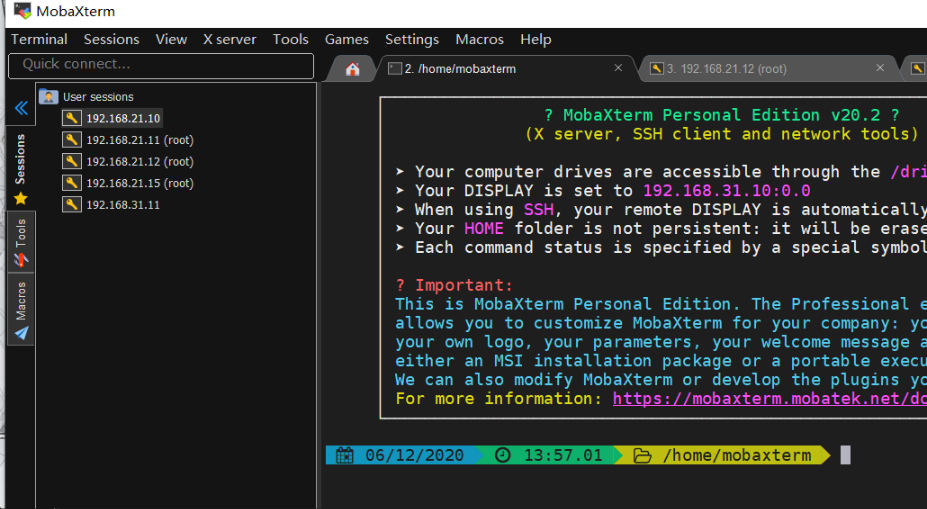 MobaXterm
Terminal Sessions View X server Tools Games Settings Macros Help
Quick connect...
2. /home/mobaxterm
3. 192.168.21.12 (root)
Sessions
Tools
Macros
User sessions
192.168.21.10
192.168.21.11 (root)
192.168.21.12 (root)
192.168.21.15 (root)
192.168.31.11
? MobaXterm Personal Edition v20.2 ?
(X server, SSH client and network tools)
➤ Your computer drives are accessible through the /dri
➤ Your DISPLAY is set to 192.168.31.10:0.0
➤ When using SSH, your remote DISPLAY is automatically
➤ Your HOME folder is not persistent: it will be erase
➤ Each command status is specified by a special symbol
? Important:
This is MobaXterm Personal Edition. The Professional e
allows you to customize MobaXterm for your company: yo
your own logo, your parameters, your welcome message a
either an MSI installation package or a portable execu
We can also modify MobaXterm or develop the plugins yo
For more information: https://mobaxterm.mobatek.net/do
06/12/2020 13:57.01 /home/mobaxterm